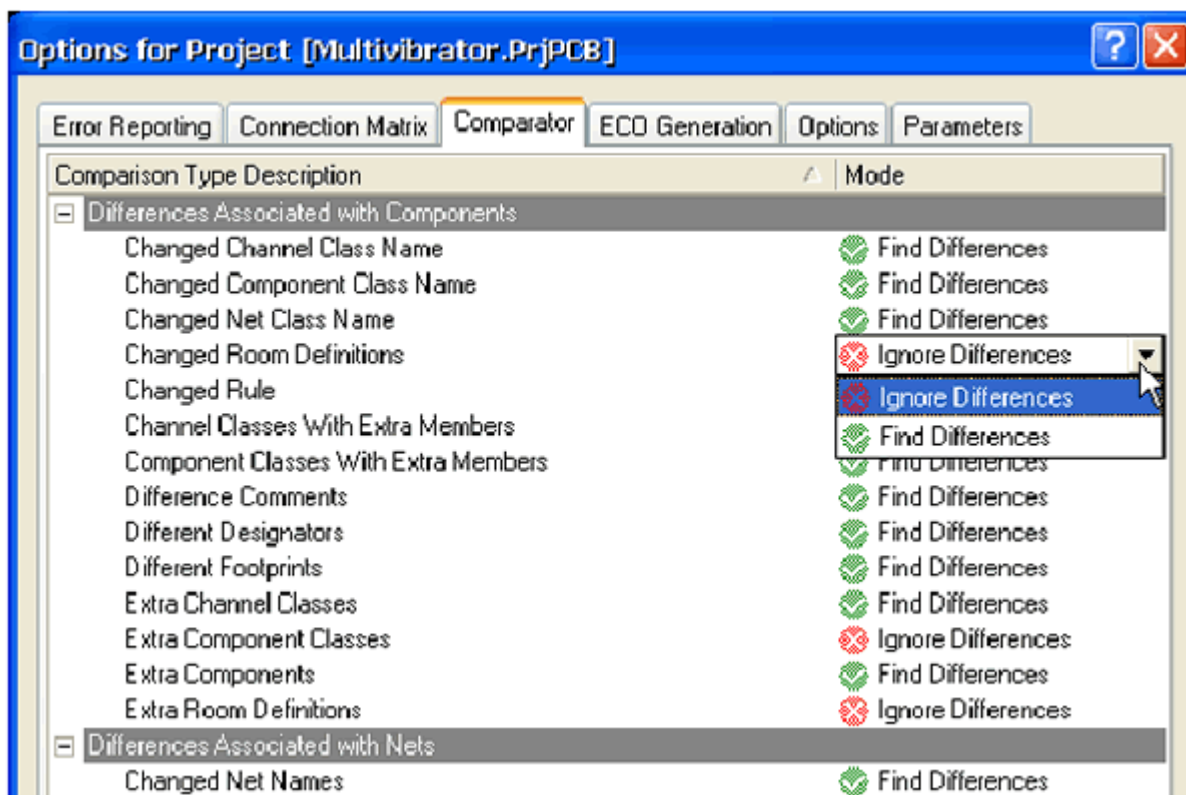 Options for Project [Multivibrator.PrjPCB]
Error Reporting Connection Matrix Comparator ECO Generation Options Parameters
Comparison Type Description Mode
Differences Associated with Components
Changed Channel Class Name Find Differences
Changed Component Class Name Find Differences
Changed Net Class Name Find Differences
Changed Room Definitions Ignore Differences
Changed Rule Ignore Differences
Channel Classes With Extra Members Find Differences
Component Classes With Extra Members Find Differences
Difference Comments Find Differences
Different Designators Find Differences
Different Footprints Find Differences
Extra Channel Classes Find Differences
Extra Component Classes Ignore Differences
Extra Components Find Differences
Extra Room Definitions Ignore Differences
Differences Associated with Nets
Changed Net Names Find Differences